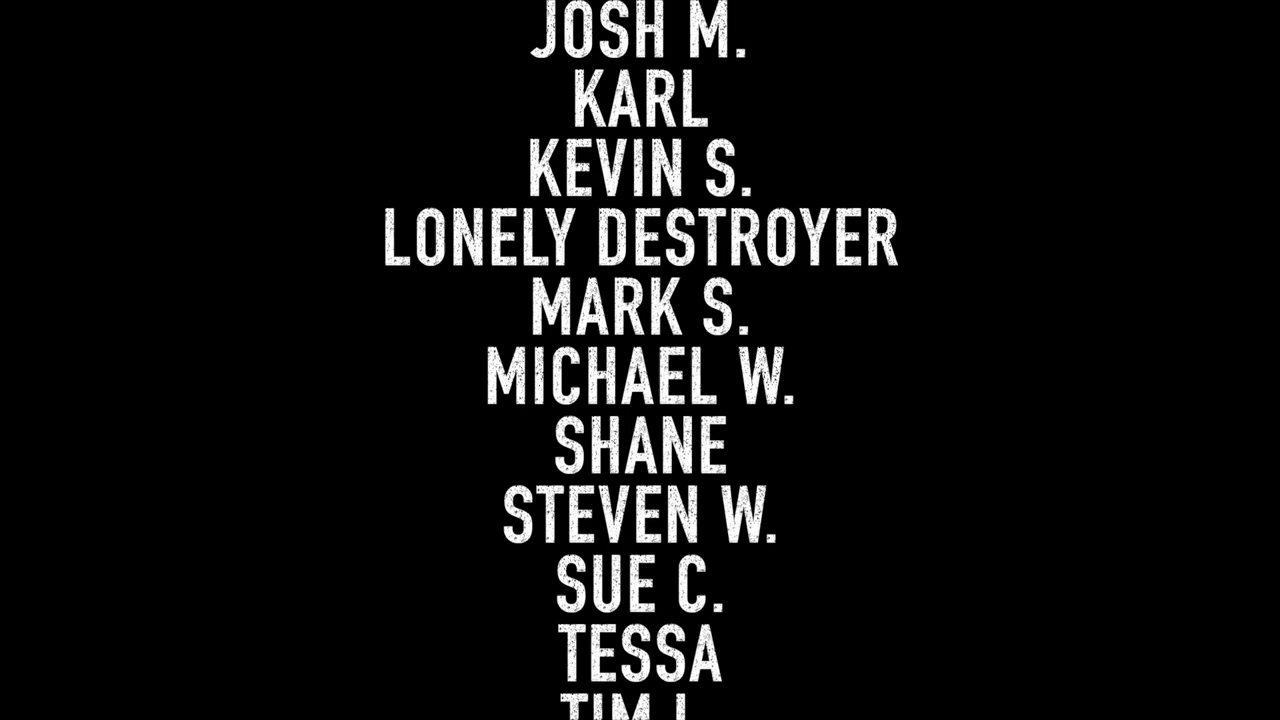 JOSH M.
KARL
KEVIN S.
LONELY DESTROYER
MARK S.
MICHAEL W.
SHANE
STEVEN W.
SUE C.
TESSA
TIM